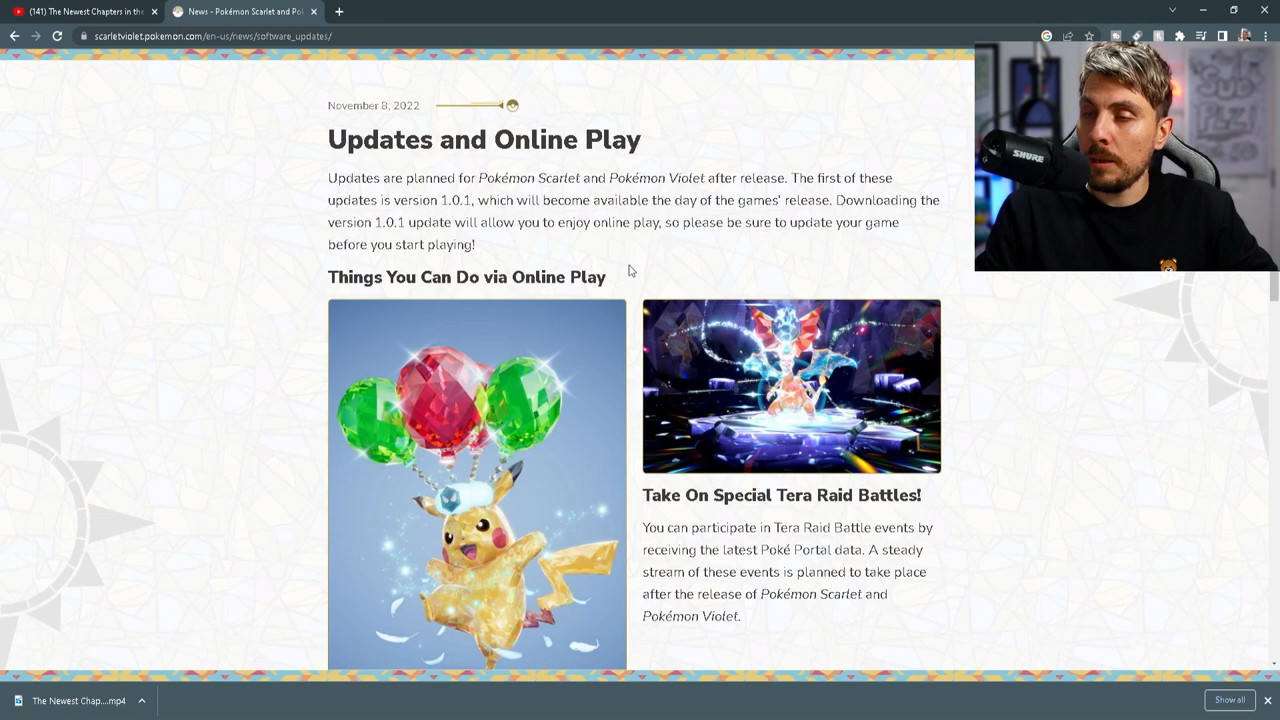 (141) The Newest Chapters in the
News - Pokémon Scarlet and Po
scarletviolet.pokemon.com/en-us/news/software_updates/
SHURE
November 8, 2022
Updates and Online Play
Updates are planned for Pokémon Scarlet and Pokémon Violet after release. The first of these
updates is version 1.0.1, which will become available the day of the games' release. Downloading the
version 1.0.1 update will allow you to enjoy online play, so please be sure to update your game
before you start playing!
Things You Can Do via Online Play
Take On Special Tera Raid Battles!
You can participate in Tera Raid Battle events by
receiving the latest Poké Portal data. A steady
stream of these events is planned to take place
after the release of Pokémon Scarlet and
Pokémon Violet.
The Newest Chap....mp4
Show all